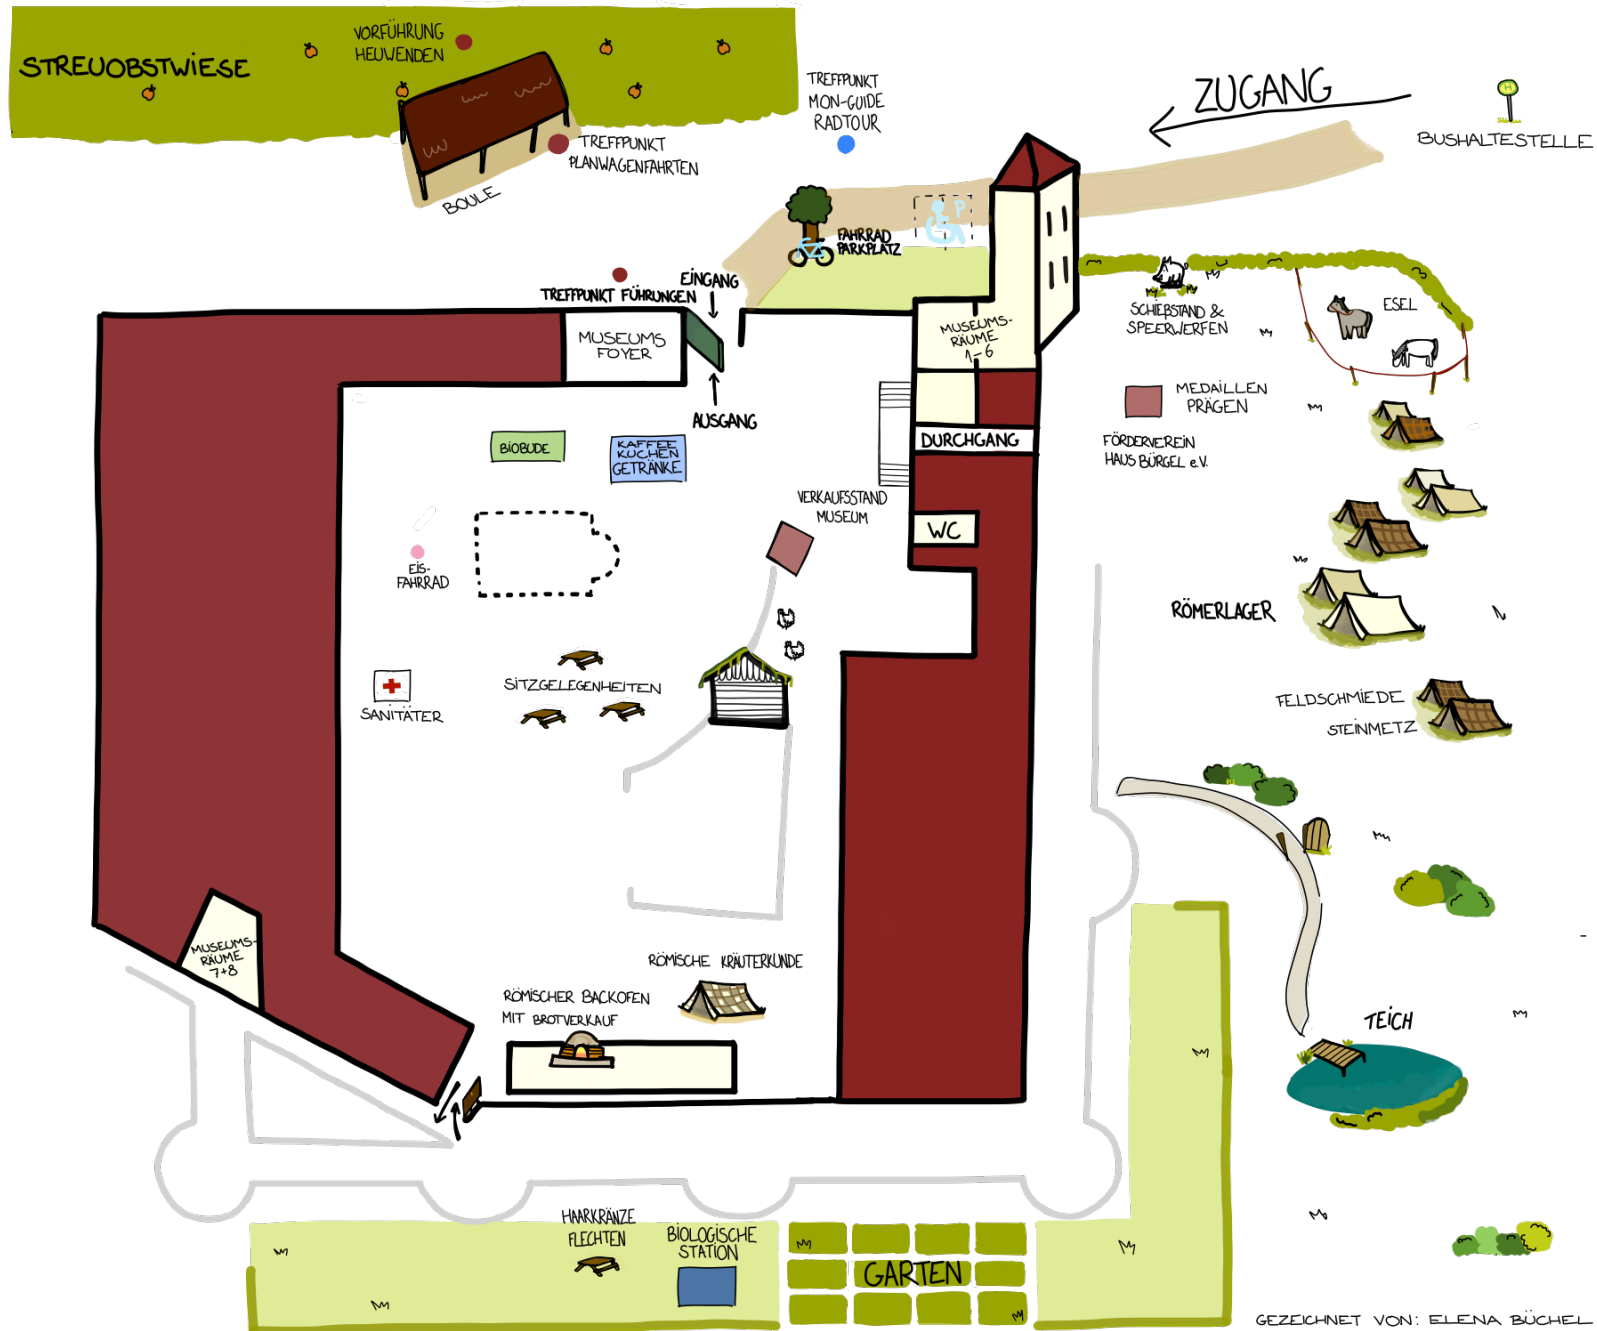 STREUOBSTWIESE
VORFÜHRUNG
HEUWENDEN
TREFFPUNKT
PLANWAGENFAHRTEN
BOULE
TREFFPUNKT
MON-GUIDE
RADTOUR
ZUGANG
H
BUSHALTESTELLE
P
FAHRRAD
PARKPLATZ
EINGANG
TREFFPUNKT FÜHRUNGEN
MUSEUMS
FOYER
AUSGANG
MUSEUMS-
RÄUME
1-6
SCHIEßSTAND &
SPEERWERFEN
ESEL
MEDAILLEN
PRÄGEN
FÖRDERVEREIN
HAUS BÜRGEL e.V.
DURCHGANG
BIOBUDE
KAFFEE
KUCHEN
GETRÄNKE
VERKAUFSSTAND
MUSEUM
WC
EIS-
FAHRRAD
RÖMERLAGER
SITZGELEGENHEITEN
SANITÄTER
FELDSCHMIEDE
STEINMETZ
MUSEUMS-
RÄUME
7+8
RÖMISCHE KRÄUTERKUNDE
RÖMISCHER BACKOFEN
MIT BROTVERKAUF
TEICH
HAARKRÄNZE
FLECHTEN
BIOLOGISCHE
STATION
GARTEN
GEZEICHNET VON: ELENA BÜCHEL